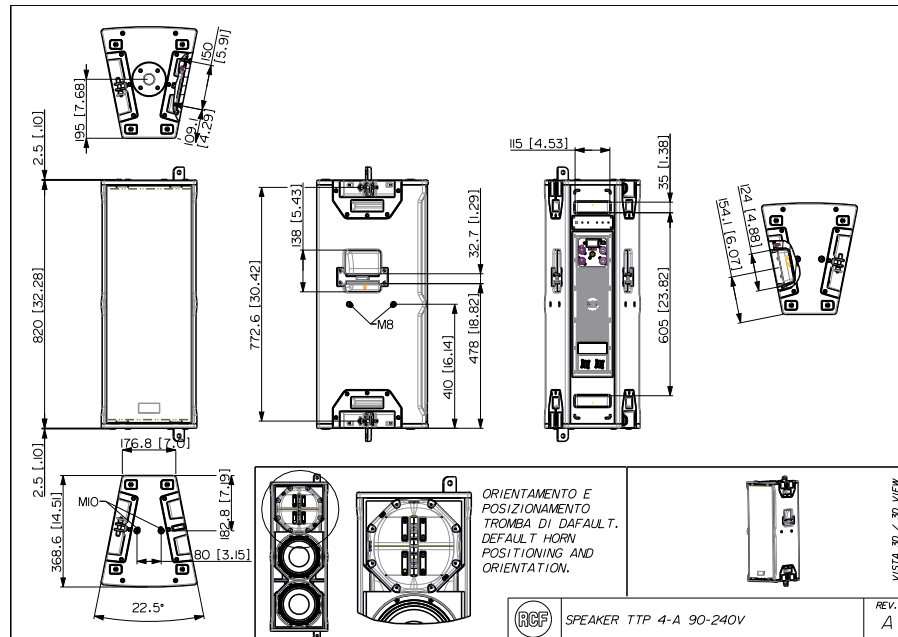 150
[5.91]
195 [7.68]
109.1
[4.29]
2.5 [.10]
820 [32.28]
2.5 [.10]
138 [5.43]
772.6 [30.42]
M8
32.7 [1.29]
478 [18.82]
410 [16.14]
115 [4.53]
35 [1.38]
605 [23.82]
124 [4.88]
154.1 [6.07]
176.8 [7.0]
M10
368.6 [14.51]
182.8 [7.19]
80 [3.15]
22.5°
ORIENTAMENTO E
POSIZIONAMENTO
TROMBA DI DAFAULT.
DEFAULT HORN
POSITIONING AND
ORIENTATION.
VISTA 3D / 3D VIEW
RCF
SPEAKER TTP 4-A 90-240V
REV.
A